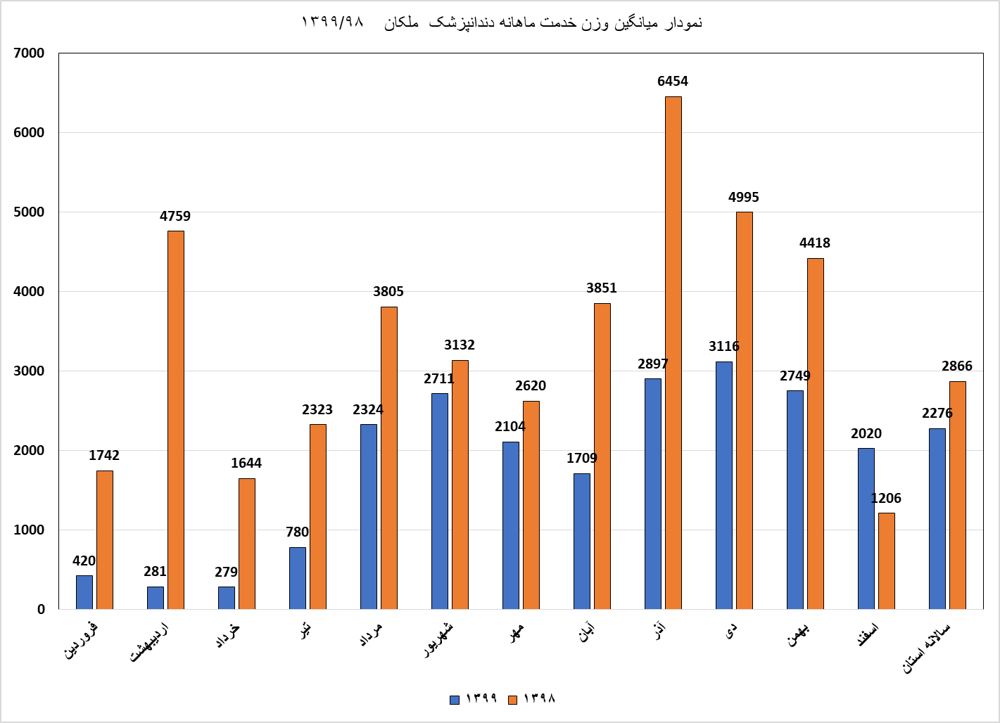 نمودار میانگین وزن خدمت ماهانه دندانپزشک ملکان ۱۳۹۹/۹۸
7000
6000
5000
4000
3000
2000
1000
0
420
1742
281
4759
279
1644
780
2323
2324
3805
2711
3132
2104
2620
1709
3851
2897
6454
3116
4995
2749
4418
2020
1206
2276
2866
فروردین
اردیبهشت
خرداد
تیر
مرداد
شهریور
مهر
آبان
آذر
دی
بهمن
اسفند
سالانه استان
۱۳۹۹
۱۳۹۸